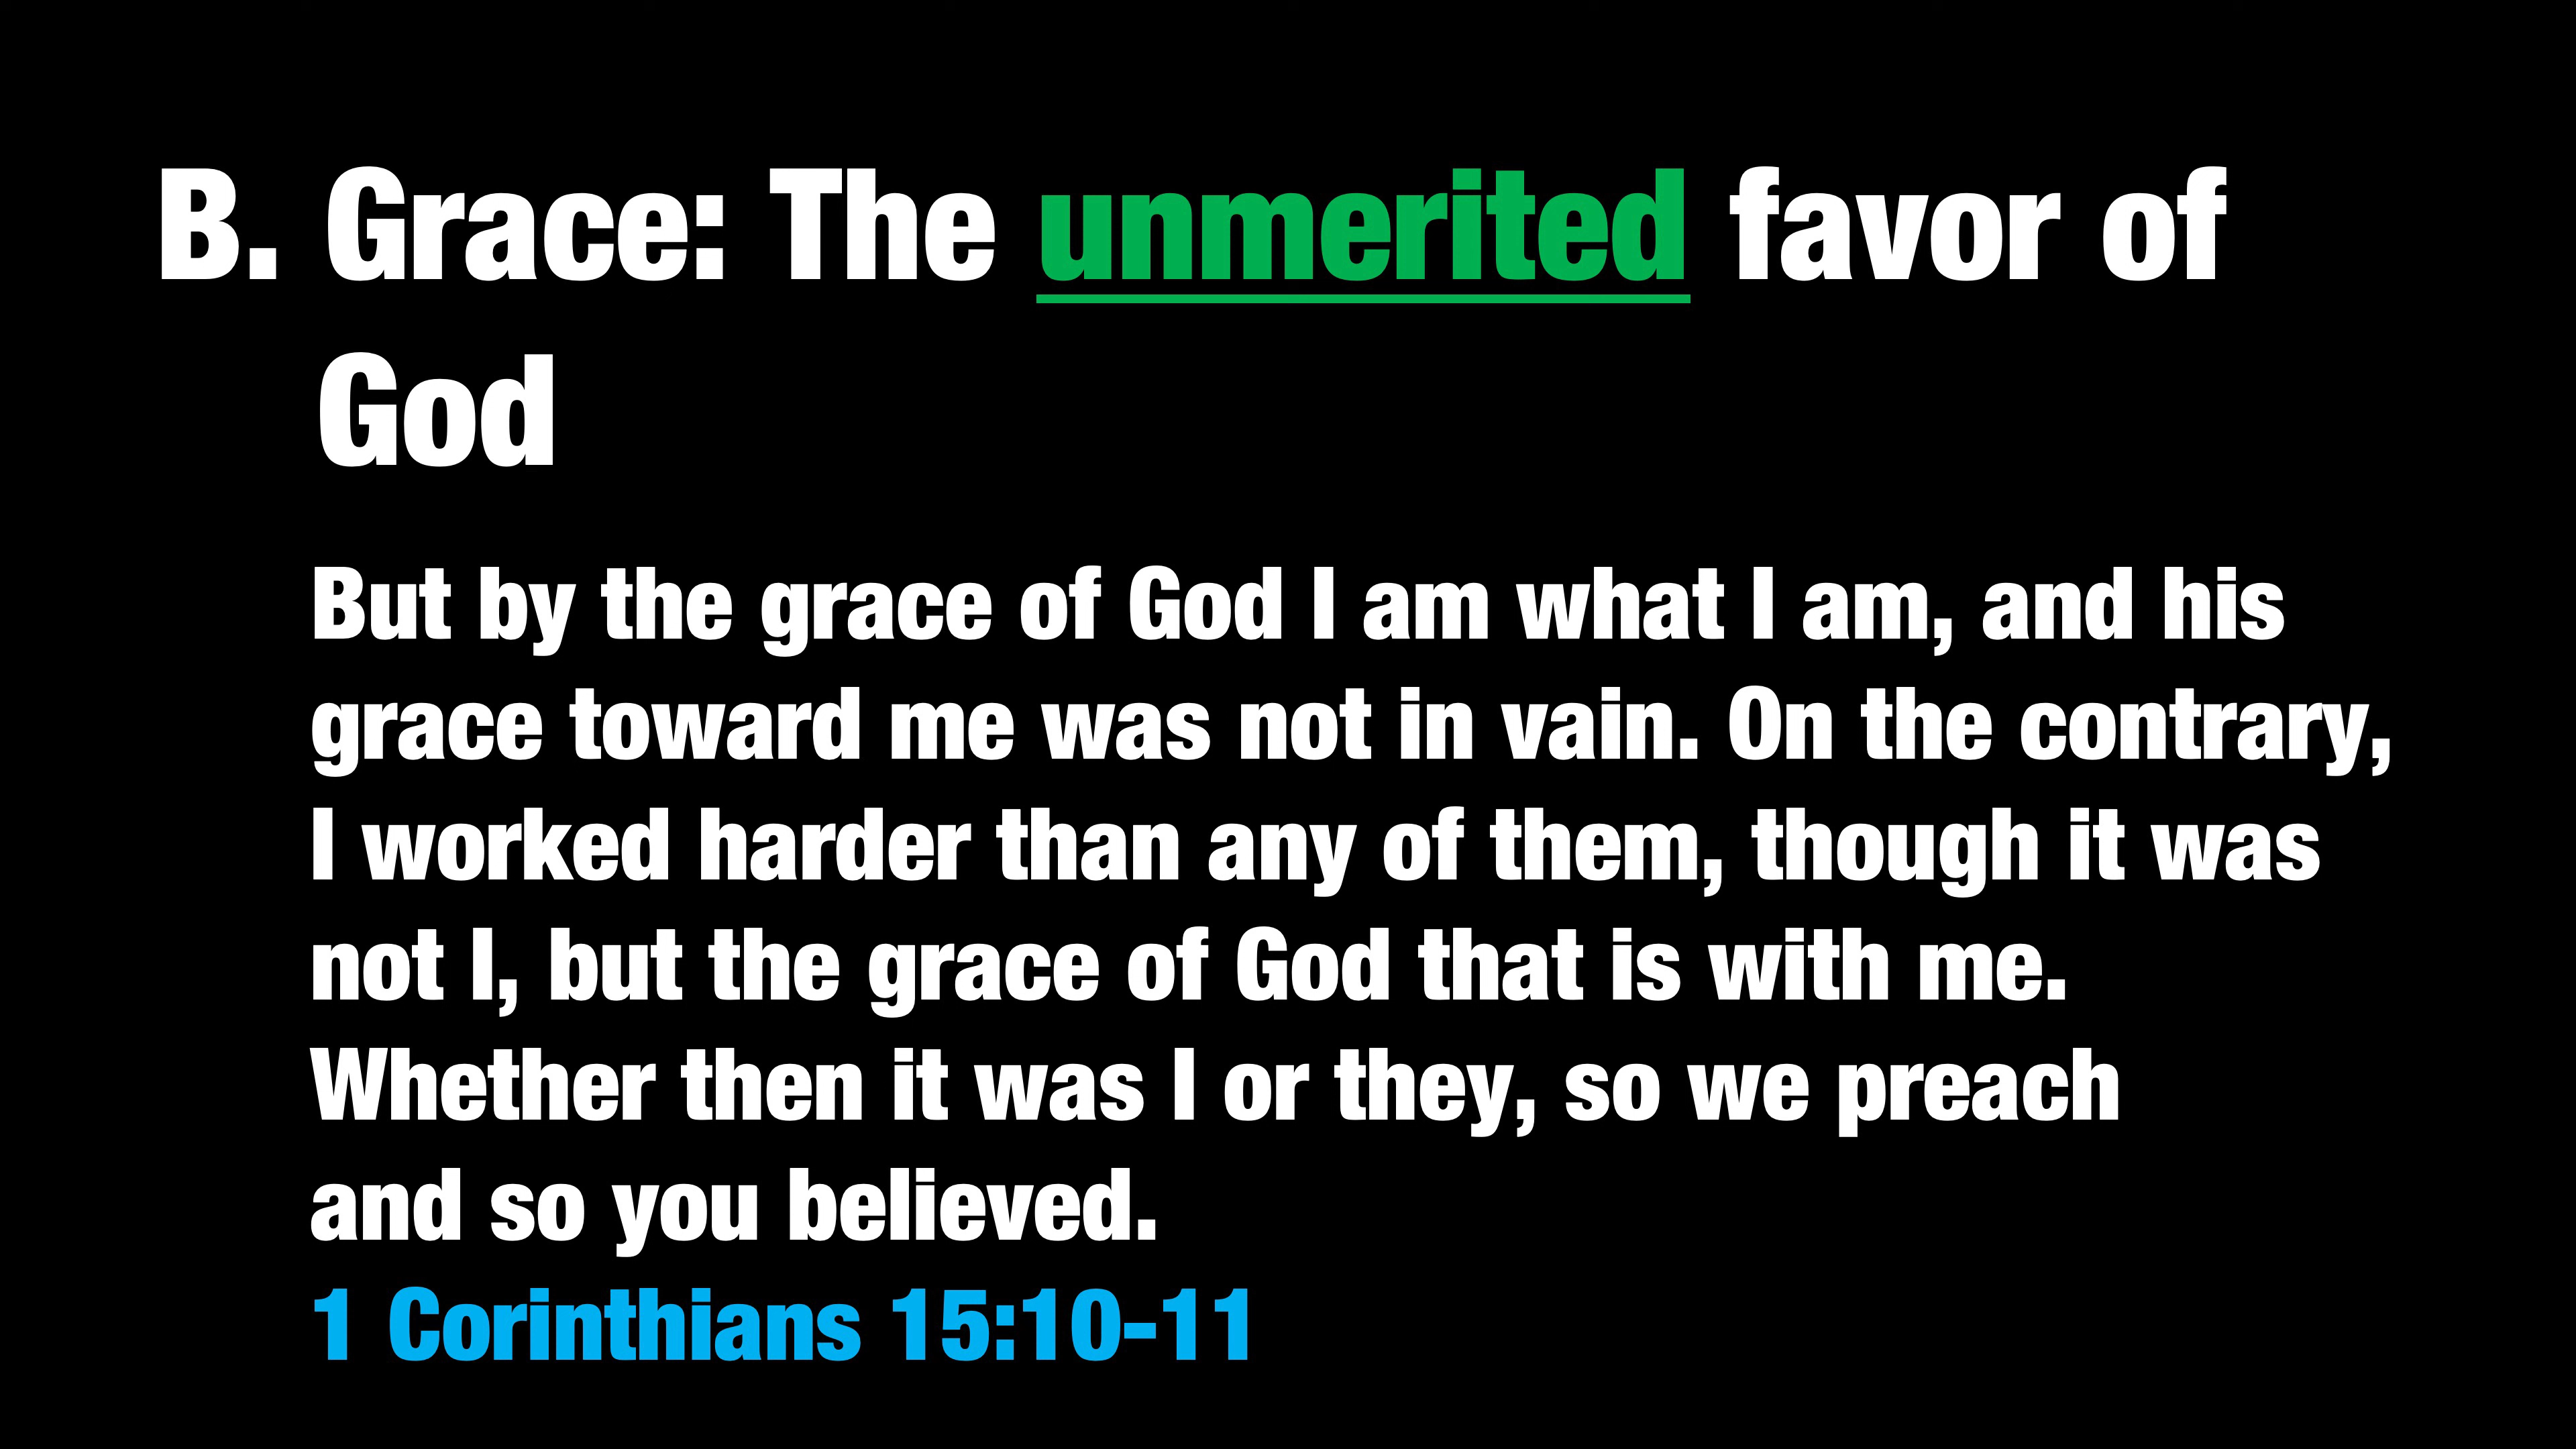 B. Grace: The unmerited favor of
God
But by the grace of God I am what I am, and his
grace toward me was not in vain. On the contrary,
I worked harder than any of them, though it was
not I, but the grace of God that is with me.
Whether then it was I or they, so we preach
and so you believed.
1 Corinthians 15:10-11